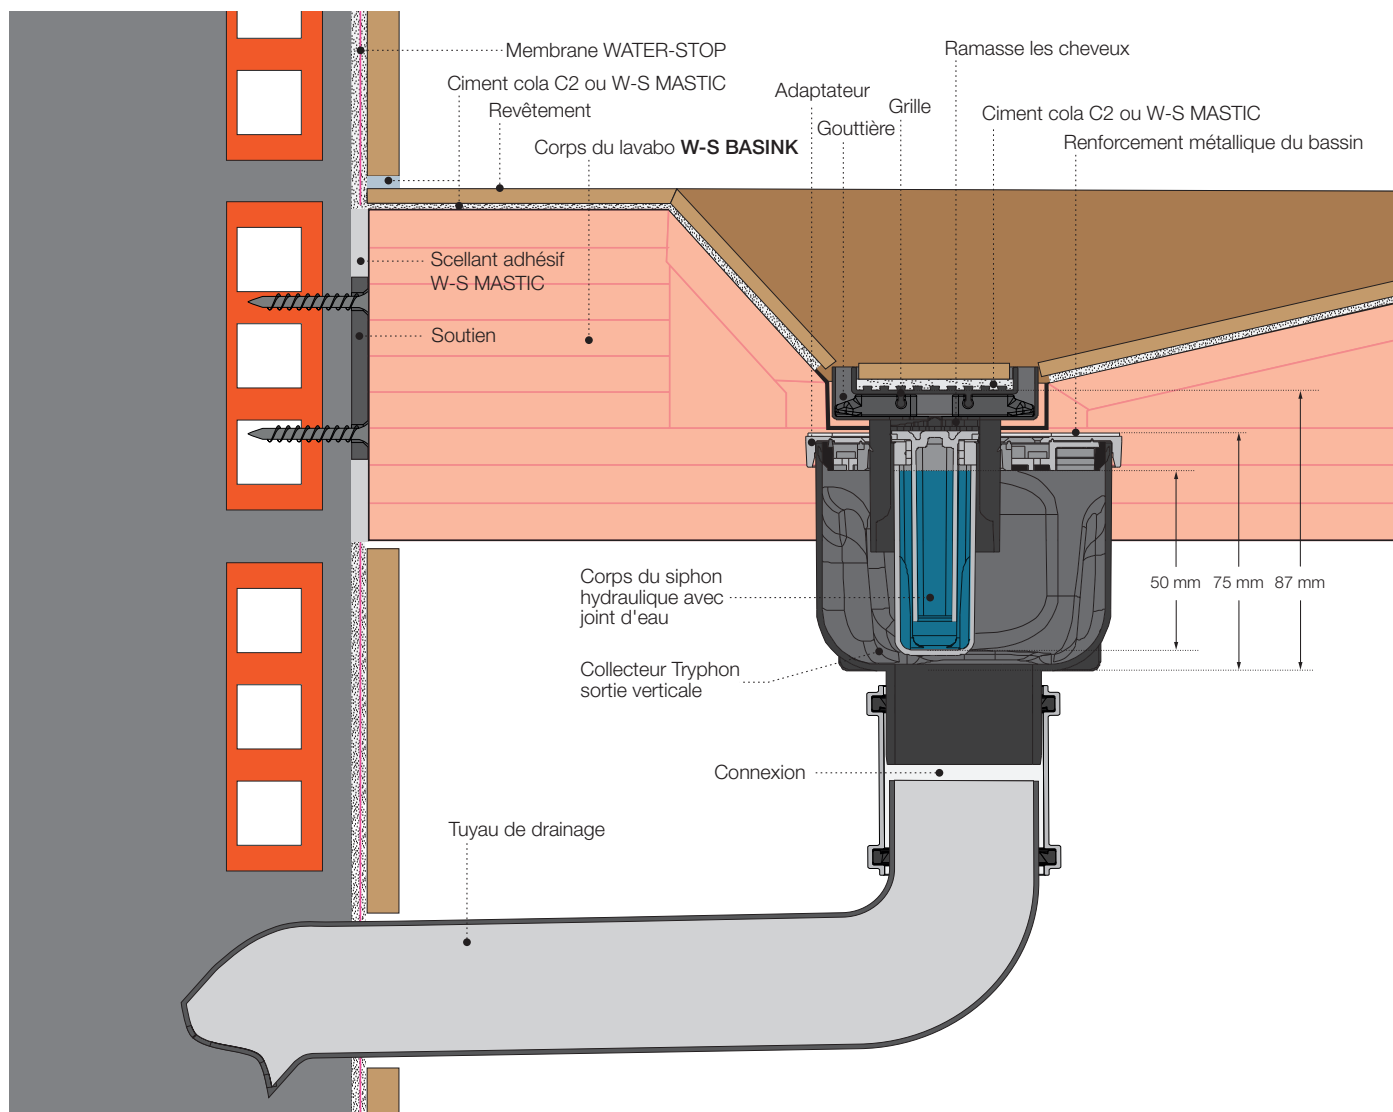 Membrane WATER-STOP
Ramasse les cheveux
Ciment cola C2 ou W-S MASTIC
Adaptateur
Grille
Revêtement
Gouttière
Ciment cola C2 ou W-S MASTIC
Corps du lavabo W-S BASINK
Renforcement métallique du bassin
Scellant adhésif
W-S MASTIC
Soutien
Corps du siphon
hydraulique avec
joint d'eau
50 mm
75 mm
87 mm
Collecteur Tryphon
sortie verticale
Connexion
Tuyau de drainage